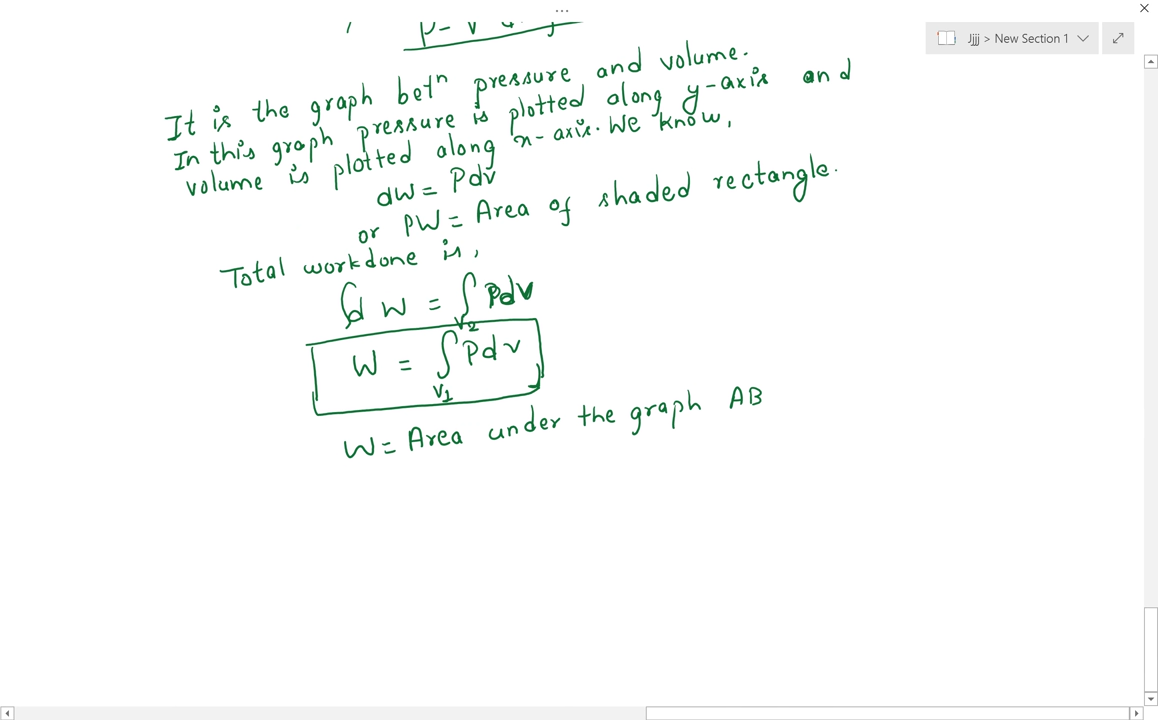 Jjjj > New Section 1
It is the graph betⁿ pressure and volume.
In this graph pressure is plotted along y-axis and
volume is plotted along x-axis. We know,
dW = Pdv
or PW = Area of shaded rectangle.
Total workdone is,
∫d W = ∫Pdv
W = ∫_{V1}^{V2} Pdv
W = Area under the graph AB